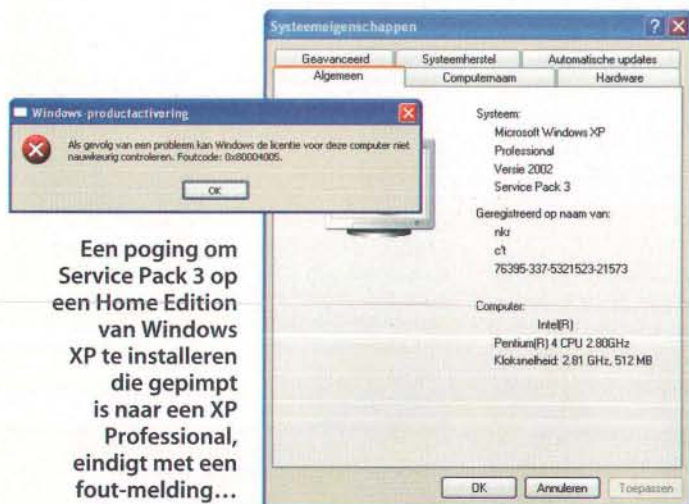 Systeemeigenschappen
Geavanceerd Systeemherstel Automatische updates
Algemeen Computernaam Hardware
Windows-productactivering
Als gevolg van een probleem kan Windows de licentie voor deze computer niet
nauwkeurig controleren. Foutcode: 0x80004005.
OK
Systeem:
Microsoft Windows XP
Professional
Versie 2002
Service Pack 3
Geregistreerd op naam van:
nkr
c't
76395-337-5321523-21573
Computer:
Intel(R)
Pentium(R) 4 CPU 2.80GHz
Kloksnelheid: 2.81 GHz, 512 MB
OK Annuleren Toepassen
Een poging om
Service Pack 3 op
een Home Edition
van Windows
XP te installeren
die gepimpt
is naar een XP
Professional,
eindigt met een
fout-melding...